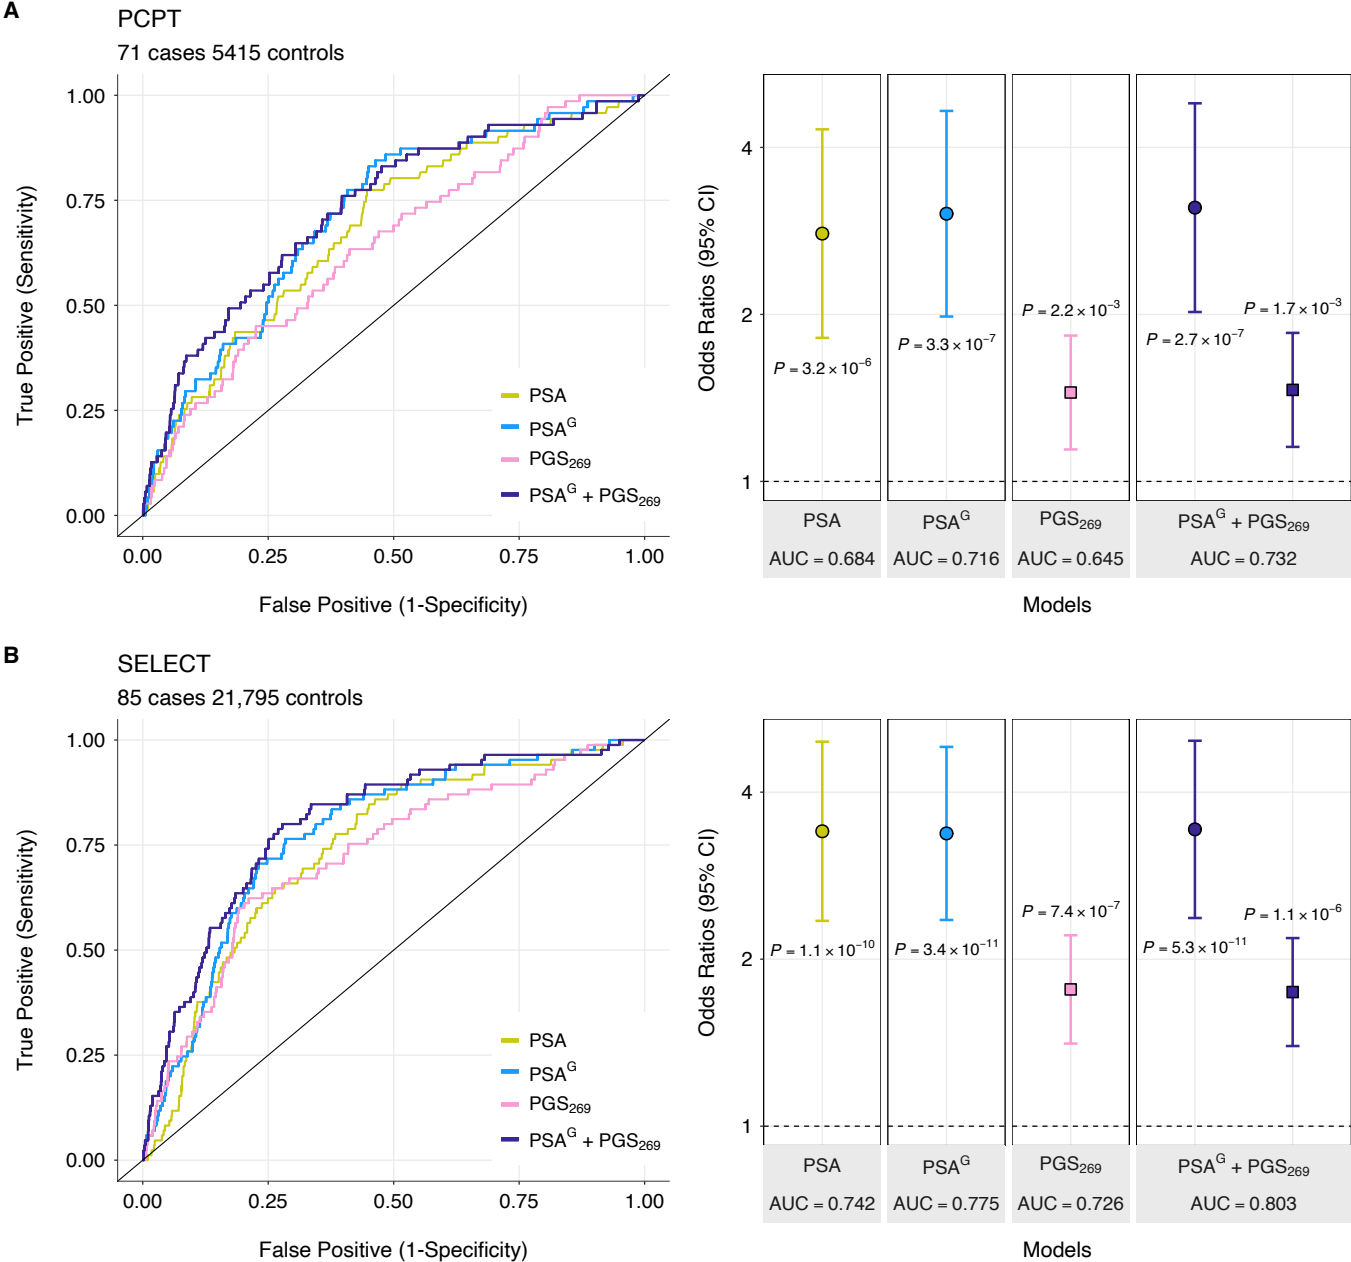 A
PCPT
71 cases 5415 controls
True Positive (Sensitivity)
1.00
0.75
0.50
0.25
0.00
0.00 0.25 0.50 0.75 1.00
False Positive (1-Specificity)
PSA
PSAᴳ
PGS₂₆₉
PSAᴳ + PGS₂₆₉
Odds Ratios (95% CI)
4
2
1
P = 3.2 × 10⁻⁶
P = 3.3 × 10⁻⁷
P = 2.2 × 10⁻³
P = 2.7 × 10⁻⁷
P = 1.7 × 10⁻³
PSA PSAᴳ PGS₂₆₉ PSAᴳ + PGS₂₆₉
AUC = 0.684 AUC = 0.716 AUC = 0.645 AUC = 0.732
Models
B
SELECT
85 cases 21,795 controls
True Positive (Sensitivity)
1.00
0.75
0.50
0.25
0.00
0.00 0.25 0.50 0.75 1.00
False Positive (1-Specificity)
PSA
PSAᴳ
PGS₂₆₉
PSAᴳ + PGS₂₆₉
Odds Ratios (95% CI)
4
2
1
P = 1.1 × 10⁻¹⁰
P = 3.4 × 10⁻¹¹
P = 7.4 × 10⁻⁷
P = 5.3 × 10⁻¹¹
P = 1.1 × 10⁻⁶
PSA PSAᴳ PGS₂₆₉ PSAᴳ + PGS₂₆₉
AUC = 0.742 AUC = 0.775 AUC = 0.726 AUC = 0.803
Models